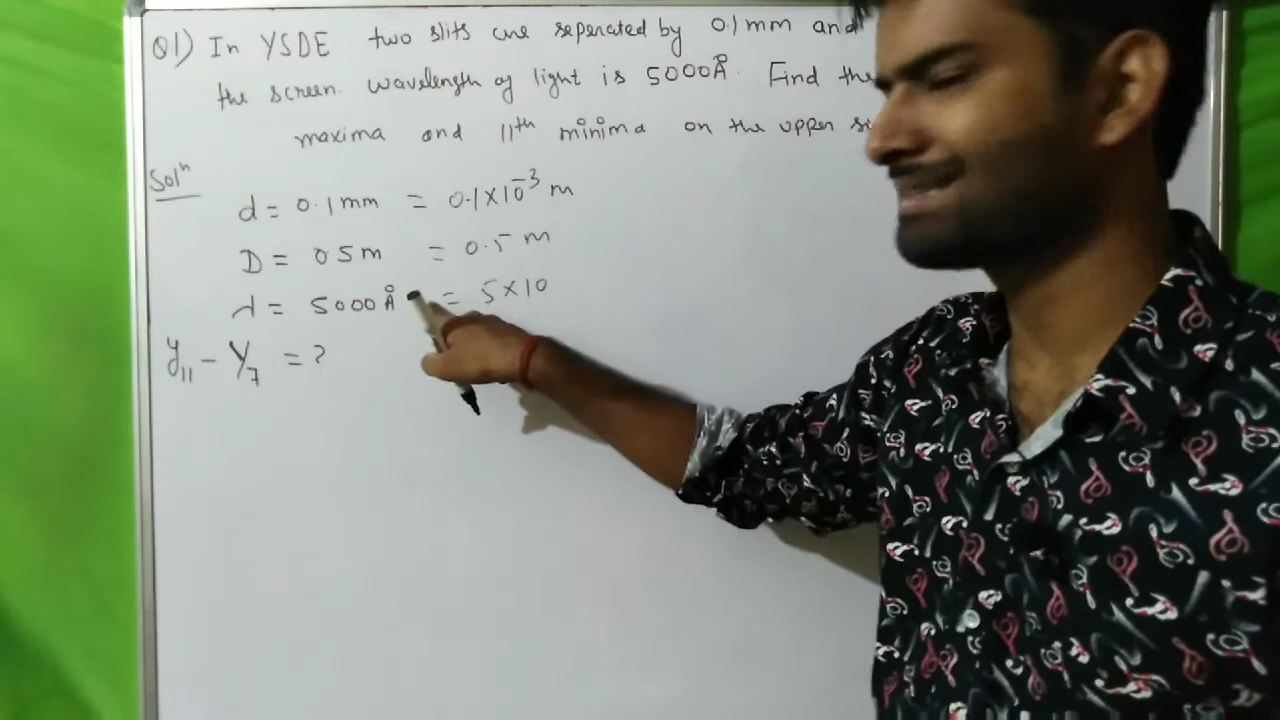 Q1) In YSDE two slits are seperated by 0.1mm and
the screen. wavelength of light is 5000Å. Find the
maxima and 11th minima on the upper
Solⁿ
d = 0.1mm = 0.1×10⁻³ m
D = 0.5m = 0.5 m
λ = 5000Å = 5×10
y₁₁ - y₇ = ?